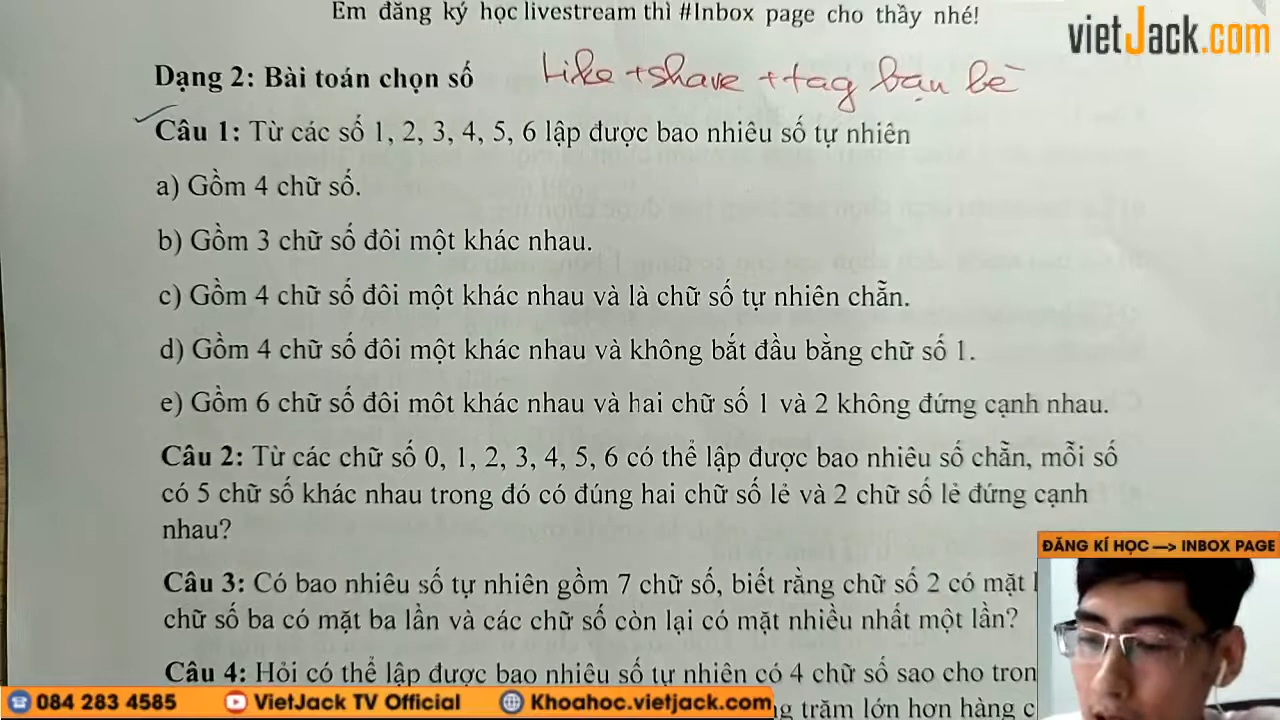 Em đăng ký học livestream thì #Inbox page cho thầy nhé!
vietJack.com
Dạng 2: Bài toán chọn số
Like + share + tag bạn bè
Câu 1: Từ các số 1, 2, 3, 4, 5, 6 lập được bao nhiêu số tự nhiên
a) Gồm 4 chữ số.
b) Gồm 3 chữ số đôi một khác nhau.
c) Gồm 4 chữ số đôi một khác nhau và là chữ số tự nhiên chẵn.
d) Gồm 4 chữ số đôi một khác nhau và không bắt đầu bằng chữ số 1.
e) Gồm 6 chữ số đôi một khác nhau và hai chữ số 1 và 2 không đứng cạnh nhau.
Câu 2: Từ các chữ số 0, 1, 2, 3, 4, 5, 6 có thể lập được bao nhiêu số chẵn, mỗi số
có 5 chữ số khác nhau trong đó có đúng hai chữ số lẻ và 2 chữ số lẻ đứng cạnh
nhau?
ĐĂNG KÍ HỌC —> INBOX PAGE
Câu 3: Có bao nhiêu số tự nhiên gồm 7 chữ số, biết rằng chữ số 2 có mặt
chữ số ba có mặt ba lần và các chữ số còn lại có mặt nhiều nhất một lần?
Câu 4: Hỏi có thể lập được bao nhiêu số tự nhiên có 4 chữ số sao cho
084 283 4585
VietJack TV Official
Khoahoc.vietjack.com
trăm lớn hơn hàng